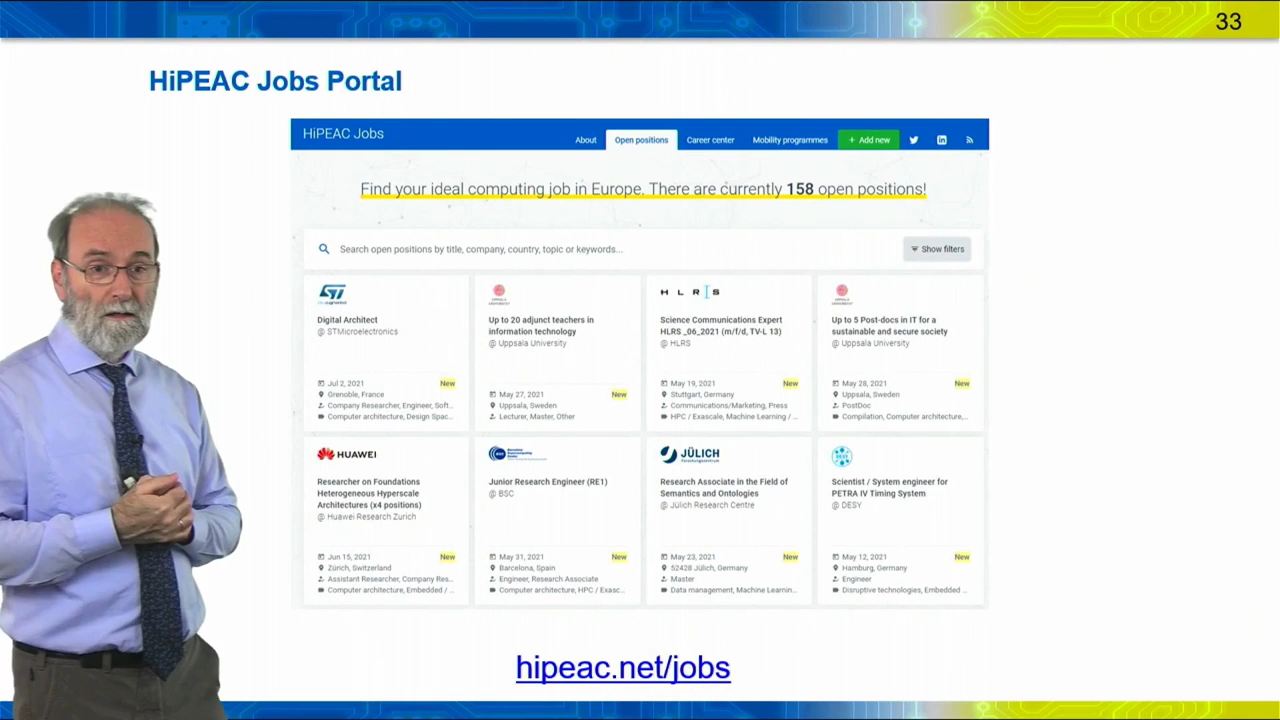 33
HiPEAC Jobs Portal
HiPEAC Jobs
About Open positions Career center Mobility programmes + Add new
Find your ideal computing job in Europe. There are currently 158 open positions!
Search open positions by title, company, country, topic or keywords...
Show filters
ST
Digital Architect
@ STMicroelectronics
Jul 2, 2021 New
Grenoble, France
Company Researcher, Engineer, Soft...
Computer architecture, Design Spac...
Up to 20 adjunct teachers in
information technology
@ Uppsala University
May 27, 2021 New
Uppsala, Sweden
Lecturer, Master, Other
H L R S
Science Communications Expert
HLRS _06_2021 (m/f/d, TV-L 13)
@ HLRS
May 19, 2021 New
Stuttgart, Germany
Communications/Marketing, Press
HPC / Exascale, Machine Learning / ...
Up to 5 Post-docs in IT for a
sustainable and secure society
@ Uppsala University
May 28, 2021 New
Uppsala, Sweden
PostDoc
Compilation, Computer architecture,...
HUAWEI
Researcher on Foundations
Heterogeneous Hyperscale
Architectures (x4 positions)
@ Huawei Research Zurich
Jun 15, 2021 New
Zürich, Switzerland
Assistant Researcher, Company Res...
Computer architecture, Embedded / ...
Junior Research Engineer (RE1)
@ BSC
May 31, 2021 New
Barcelona, Spain
Engineer, Research Associate
Computer architecture, HPC / Exasc...
JÜLICH
Forschungszentrum
Research Associate in the Field of
Semantics and Ontologies
@ Jülich Research Centre
May 23, 2021 New
52428 Jülich, Germany
Master
Data management, Machine Learnin...
Scientist / System engineer for
PETRA IV Timing System
@ DESY
May 12, 2021 New
Hamburg, Germany
Engineer
Disruptive technologies, Embedded ...
hipeac.net/jobs